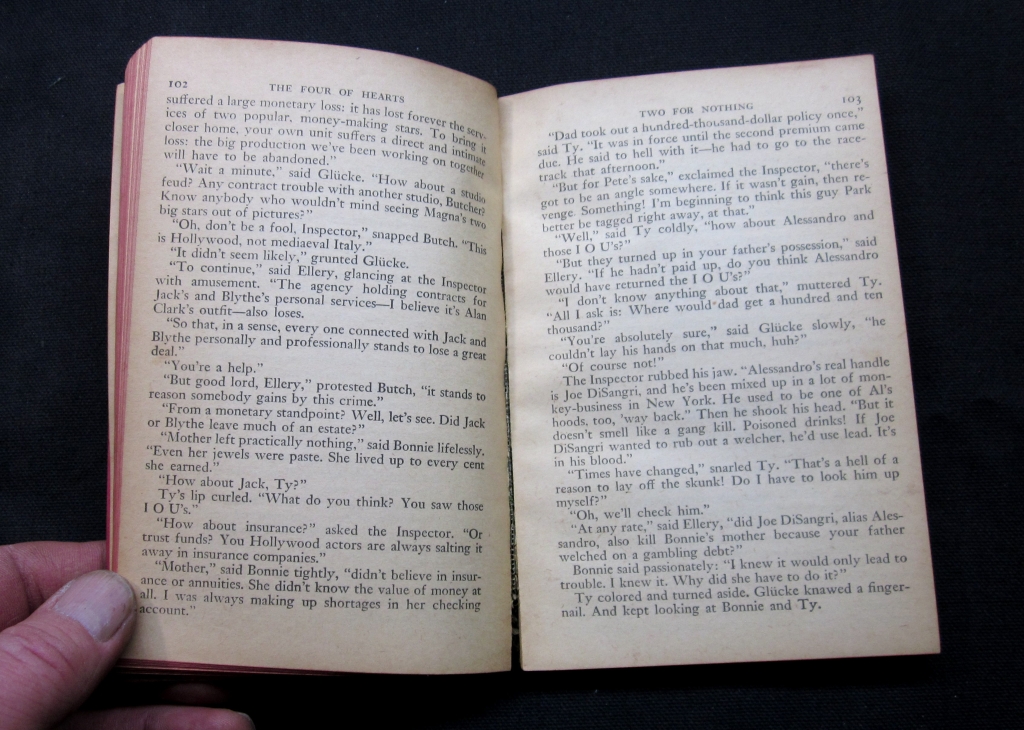 102
THE FOUR OF HEARTS
suffered a large monetary loss: it has lost forever the serv-
ices of two popular, money-making stars. To bring it
closer home, your own unit suffers a direct and intimate
loss: the big production we've been working on together
will have to be abandoned."
"Wait a minute," said Glücke. "How about a studio
feud? Any contract trouble with another studio, Butcher?
Know anybody who wouldn't mind seeing Magna's two
big stars out of pictures?"
"Oh, don't be a fool, Inspector," snapped Butch. "This
is Hollywood, not mediaeval Italy."
"It didn't seem likely," grunted Glücke.
"To continue," said Ellery, glancing at the Inspector
with amusement. "The agency holding contracts for
Jack's and Blythe's personal services—I believe it's Alan
Clark's outfit—also loses.
"So that, in a sense, every one connected with Jack and
Blythe personally and professionally stands to lose a great
deal."
"You're a help."
"But good lord, Ellery," protested Butch, "it stands to
reason somebody gains by this crime."
"From a monetary standpoint? Well, let's see. Did Jack
or Blythe leave much of an estate?"
"Mother left practically nothing," said Bonnie lifelessly.
"Even her jewels were paste. She lived up to every cent
she earned."
"How about Jack, Ty?"
Ty's lip curled. "What do you think? You saw those
I O U's."
"How about insurance?" asked the Inspector. "Or
trust funds? You Hollywood actors are always salting it
away in insurance companies."
"Mother," said Bonnie tightly, "didn't believe in insur-
ance or annuities. She didn't know the value of money at
all. I was always making up shortages in her checking
account."
TWO FOR NOTHING
103
"Dad took out a hundred-thousand-dollar policy once,"
said Ty. "It was in force until the second premium came
due. He said to hell with it—he had to go to the race-
track that afternoon."
"But for Pete's sake," exclaimed the Inspector, "there's
got to be an angle somewhere. If it wasn't gain, then re-
venge. Something! I'm beginning to think this guy Park
better be tagged right away, at that."
"Well," said Ty coldly, "how about Alessandro and
those I O U's?"
"But they turned up in your father's possession," said
Ellery. "If he hadn't paid up, do you think Alessandro
would have returned the I O U's?"
"I don't know anything about that," muttered Ty.
"All I ask is: Where would dad get a hundred and ten
thousand?"
"You're absolutely sure," said Glücke slowly, "he
couldn't lay his hands on that much, huh?"
"Of course not!"
The Inspector rubbed his jaw. "Alessandro's real handle
is Joe DiSangri, and he's been mixed up in a lot of mon-
key-business in New York. He used to be one of Al's
hoods, too, 'way back." Then he shook his head. "But it
doesn't smell like a gang kill. Poisoned drinks! If Joe
DiSangri wanted to rub out a welcher, he'd use lead. It's
in his blood."
"Times have changed," snarled Ty. "That's a hell of a
reason to lay off the skunk! Do I have to look him up
myself?"
"Oh, we'll check him."
"At any rate," said Ellery, "did Joe DiSangri, alias Ales-
sandro, also kill Bonnie's mother because your father
welched on a gambling debt?"
Bonnie said passionately: "I knew it would only lead to
trouble. I knew it. Why did she have to do it?"
Ty colored and turned aside. Glücke knawed a finger-
nail. And kept looking at Bonnie and Ty.